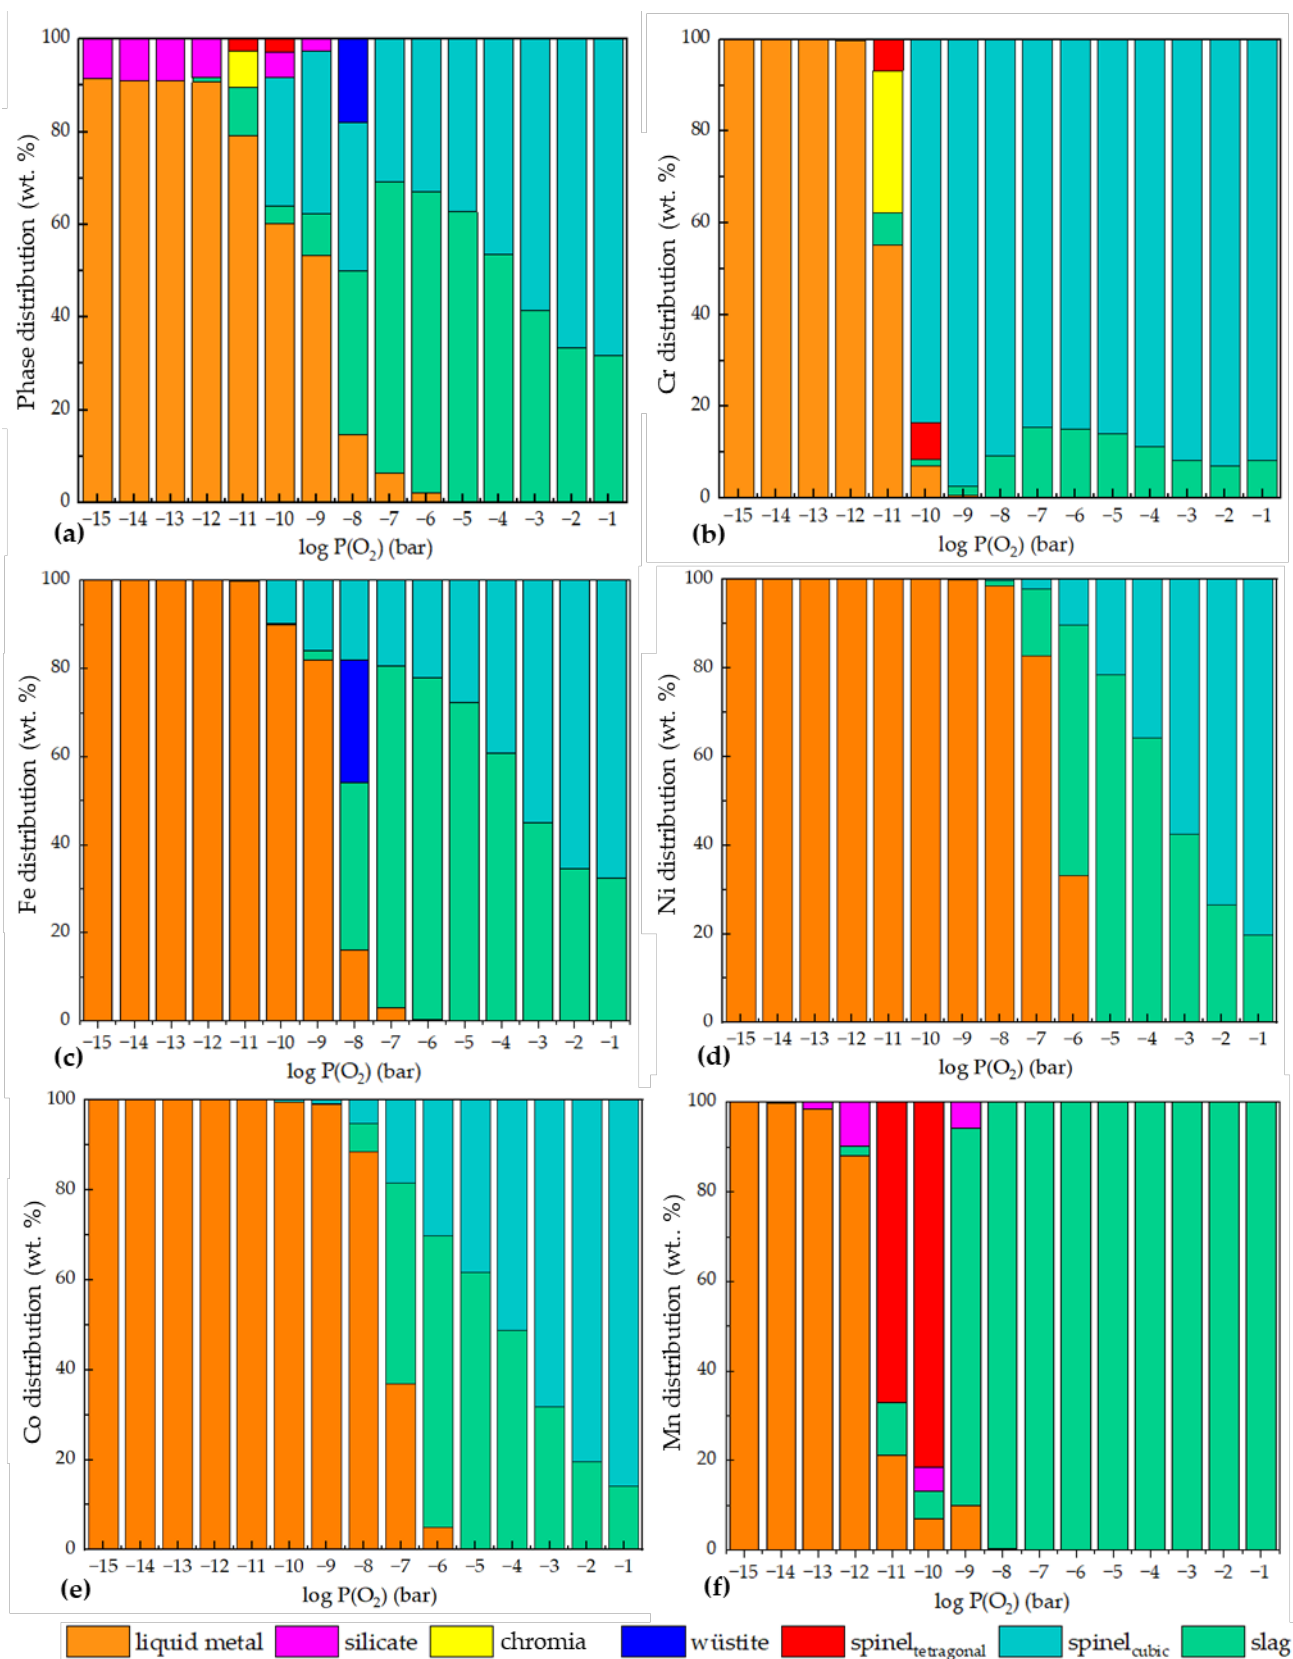 100
80
60
40
20
0
Phase distribution (wt. %)
−15 −14 −13 −12 −11 −10 −9 −8 −7 −6 −5 −4 −3 −2 −1
(a)
log P(O₂) (bar)
100
80
60
40
20
0
Cr distribution (wt. %)
−15 −14 −13 −12 −11 −10 −9 −8 −7 −6 −5 −4 −3 −2 −1
(b)
log P(O₂) (bar)
100
80
60
40
20
0
Fe distribution (wt. %)
−15 −14 −13 −12 −11 −10 −9 −8 −7 −6 −5 −4 −3 −2 −1
(c)
log P(O₂) (bar)
100
80
60
40
20
0
Ni distribution (wt. %)
−15 −14 −13 −12 −11 −10 −9 −8 −7 −6 −5 −4 −3 −2 −1
(d)
log P(O₂) (bar)
100
80
60
40
20
0
Co distribution (wt. %)
−15 −14 −13 −12 −11 −10 −9 −8 −7 −6 −5 −4 −3 −2 −1
(e)
log P(O₂) (bar)
100
80
60
40
20
0
Mn distribution (wt.. %)
−15 −14 −13 −12 −11 −10 −9 −8 −7 −6 −5 −4 −3 −2 −1
(f)
log P(O₂) (bar)
liquid metal silicate chromia wüstite spinel tetragonal spinel cubic slag